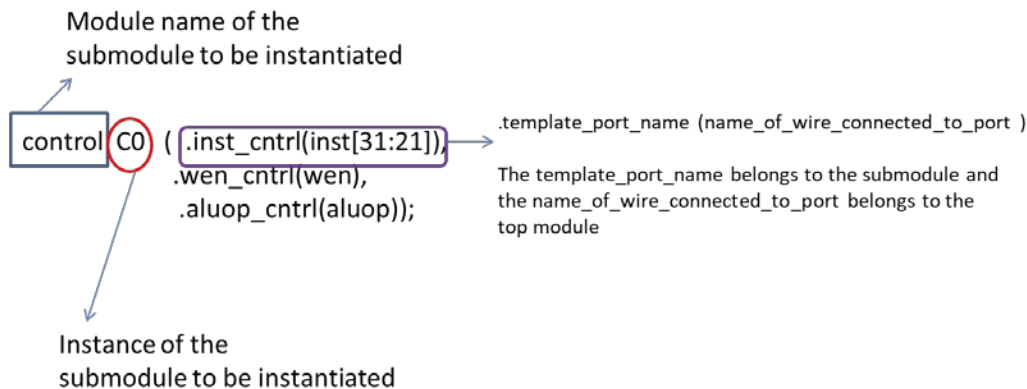 Module name of the
submodule to be instantiated
control C0 ( .inst_cntrl(inst[31:21]),
.wen_cntrl(wen),
.aluop_cntrl(aluop));
.template_port_name (name_of_wire_connected_to_port )
The template_port_name belongs to the submodule and
the name_of_wire_connected_to_port belongs to the
top module
Instance of the
submodule to be instantiated